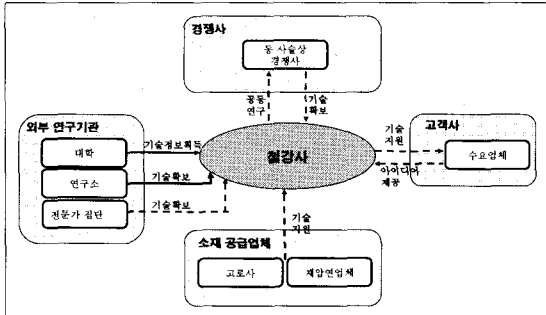 경쟁사
동 사술상
경쟁사
공동
연구
기술
확보
외부 연구기관
대학
연구소
전문가 집단
기술정보획득
기술확보
기술확보
철강사
기술
지원
아이디어
제공
고객사
수요업체
기술
지원
소재 공급업체
고로사
재압연업체